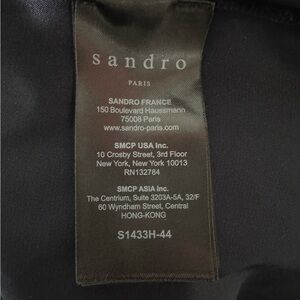 sandro
PARIS
SANDRO FRANCE
150 Boulevard Haussmann
75008 Paris
www.sandro-paris.com
SMCP USA Inc.
10 Crosby Street, 3rd Floor
New York, New York 10013
RN132784
SMCP ASIA Inc.
The Centrium, Suite 3203A-5A, 32/F
60 Wyndham Street, Central
HONG-KONG
S1433H-44